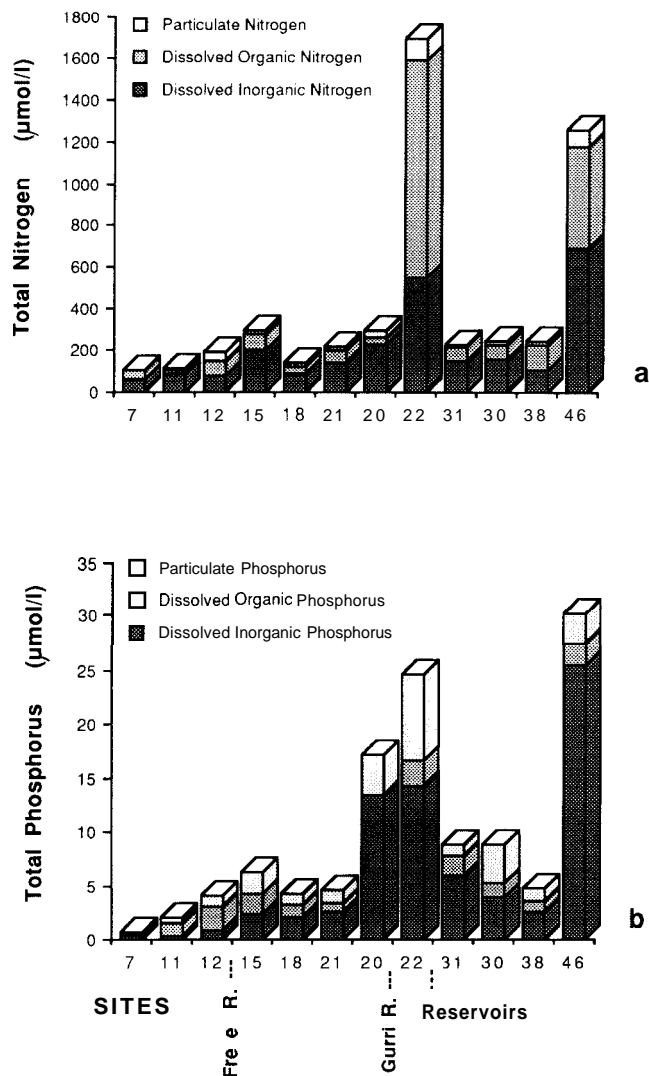 1800
1600
1400
1200
1000
800
600
400
200
0
Total Nitrogen (µmol/l)
Particulate Nitrogen
Dissolved Organic Nitrogen
Dissolved Inorganic Nitrogen
7 11 12 15 18 21 20 22 31 30 38 46
a
35
30
25
20
15
10
5
0
Total Phosphorus (µmol/l)
Particulate Phosphorus
Dissolved Organic Phosphorus
Dissolved Inorganic Phosphorus
7 11 12 15 18 21 20 22 31 30 38 46
b
SITES
Fre e R.
Gurri R.
Reservoirs